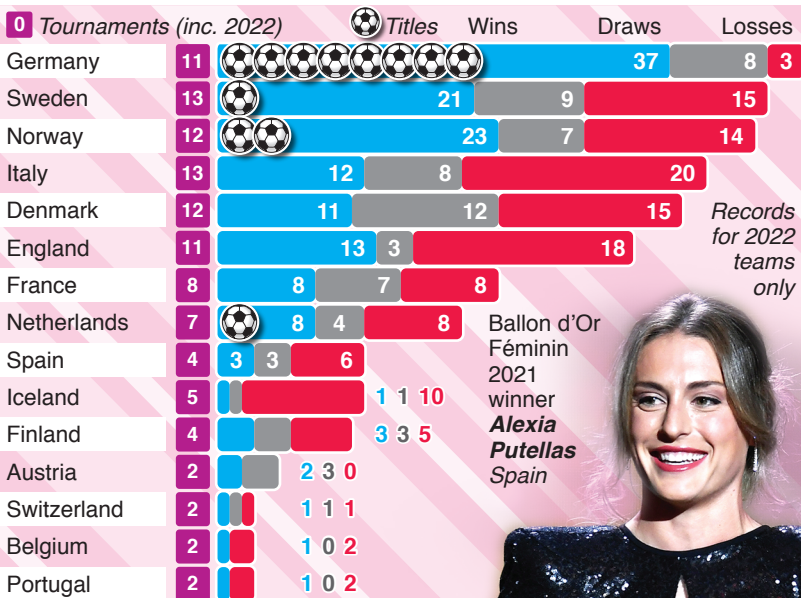 0 Tournaments (inc. 2022) Titles Wins Draws Losses
Germany 11 37 8 3
Sweden 13 21 9 15
Norway 12 23 7 14
Italy 13 12 8 20
Denmark 12 11 12 15
England 11 13 3 18
France 8 8 7 8
Netherlands 7 8 4 8
Spain 4 3 3 6
Iceland 5 1 1 10
Finland 4 3 3 5
Austria 2 2 3 0
Switzerland 2 1 1 1
Belgium 2 1 0 2
Portugal 2 1 0 2
Records
for 2022
teams
only
Ballon d'Or
Féminin
2021
winner
Alexia
Putellas
Spain